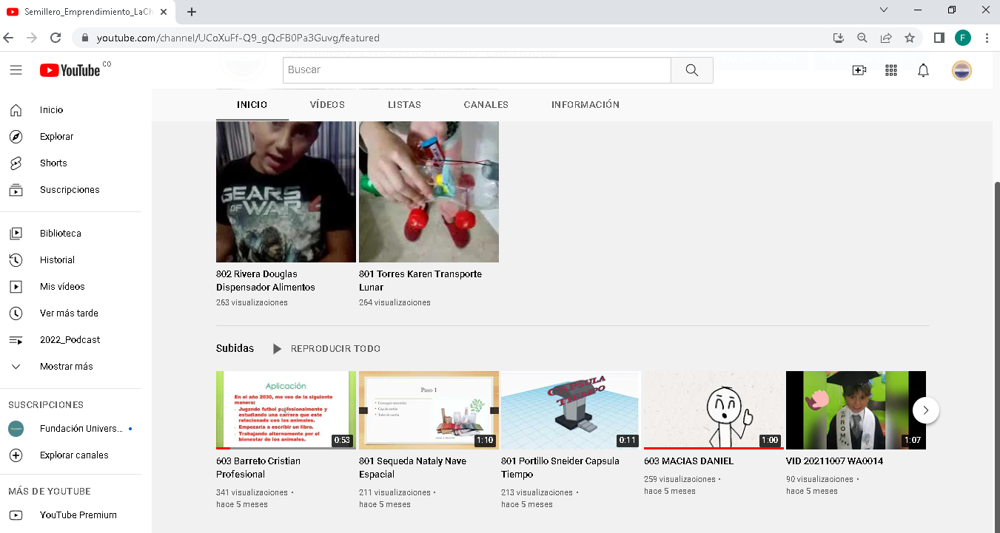 Semillero_Emprendimiento_LaCh
youtube.com/channel/UCoXuFf-Q9_gQcFB0Pa3Guvg/featured
F
YouTube CO
Buscar
INICIO VÍDEOS LISTAS CANALES INFORMACIÓN
Inicio
Explorar
Shorts
Suscripciones
Biblioteca
Historial
Mis vídeos
Ver más tarde
2022_Podcast
Mostrar más
SUSCRIPCIONES
Fundación Univers...
Explorar canales
MÁS DE YOUTUBE
YouTube Premium
GEARS
OF WAR
802 Rivera Douglas
Dispensador Alimentos
263 visualizaciones
801 Torres Karen Transporte
Lunar
264 visualizaciones
Subidas REPRODUCIR TODO
Aplicación
En el año 2030, me veo de la siguiente
manera:
- Jugando futbol profesionalmente y
estudiando una carrera que este
relacionado con los animales.
- Empezaría a escribir un libro.
- Trabajando alternamente por el
bienestar de los animales.
0:53
603 Barreto Cristian
Profesional
341 visualizaciones •
hace 5 meses
Paso 1
1:10
801 Sequeda Nataly Nave
Espacial
211 visualizaciones •
hace 5 meses
CAPSULA
TIEMPO
0:11
801 Portillo Sneider Capsula
Tiempo
213 visualizaciones •
hace 5 meses
1:00
603 MACIAS DANIEL
259 visualizaciones •
hace 5 meses
1:07
VID 20211007 WA0014
90 visualizaciones •
hace 5 meses